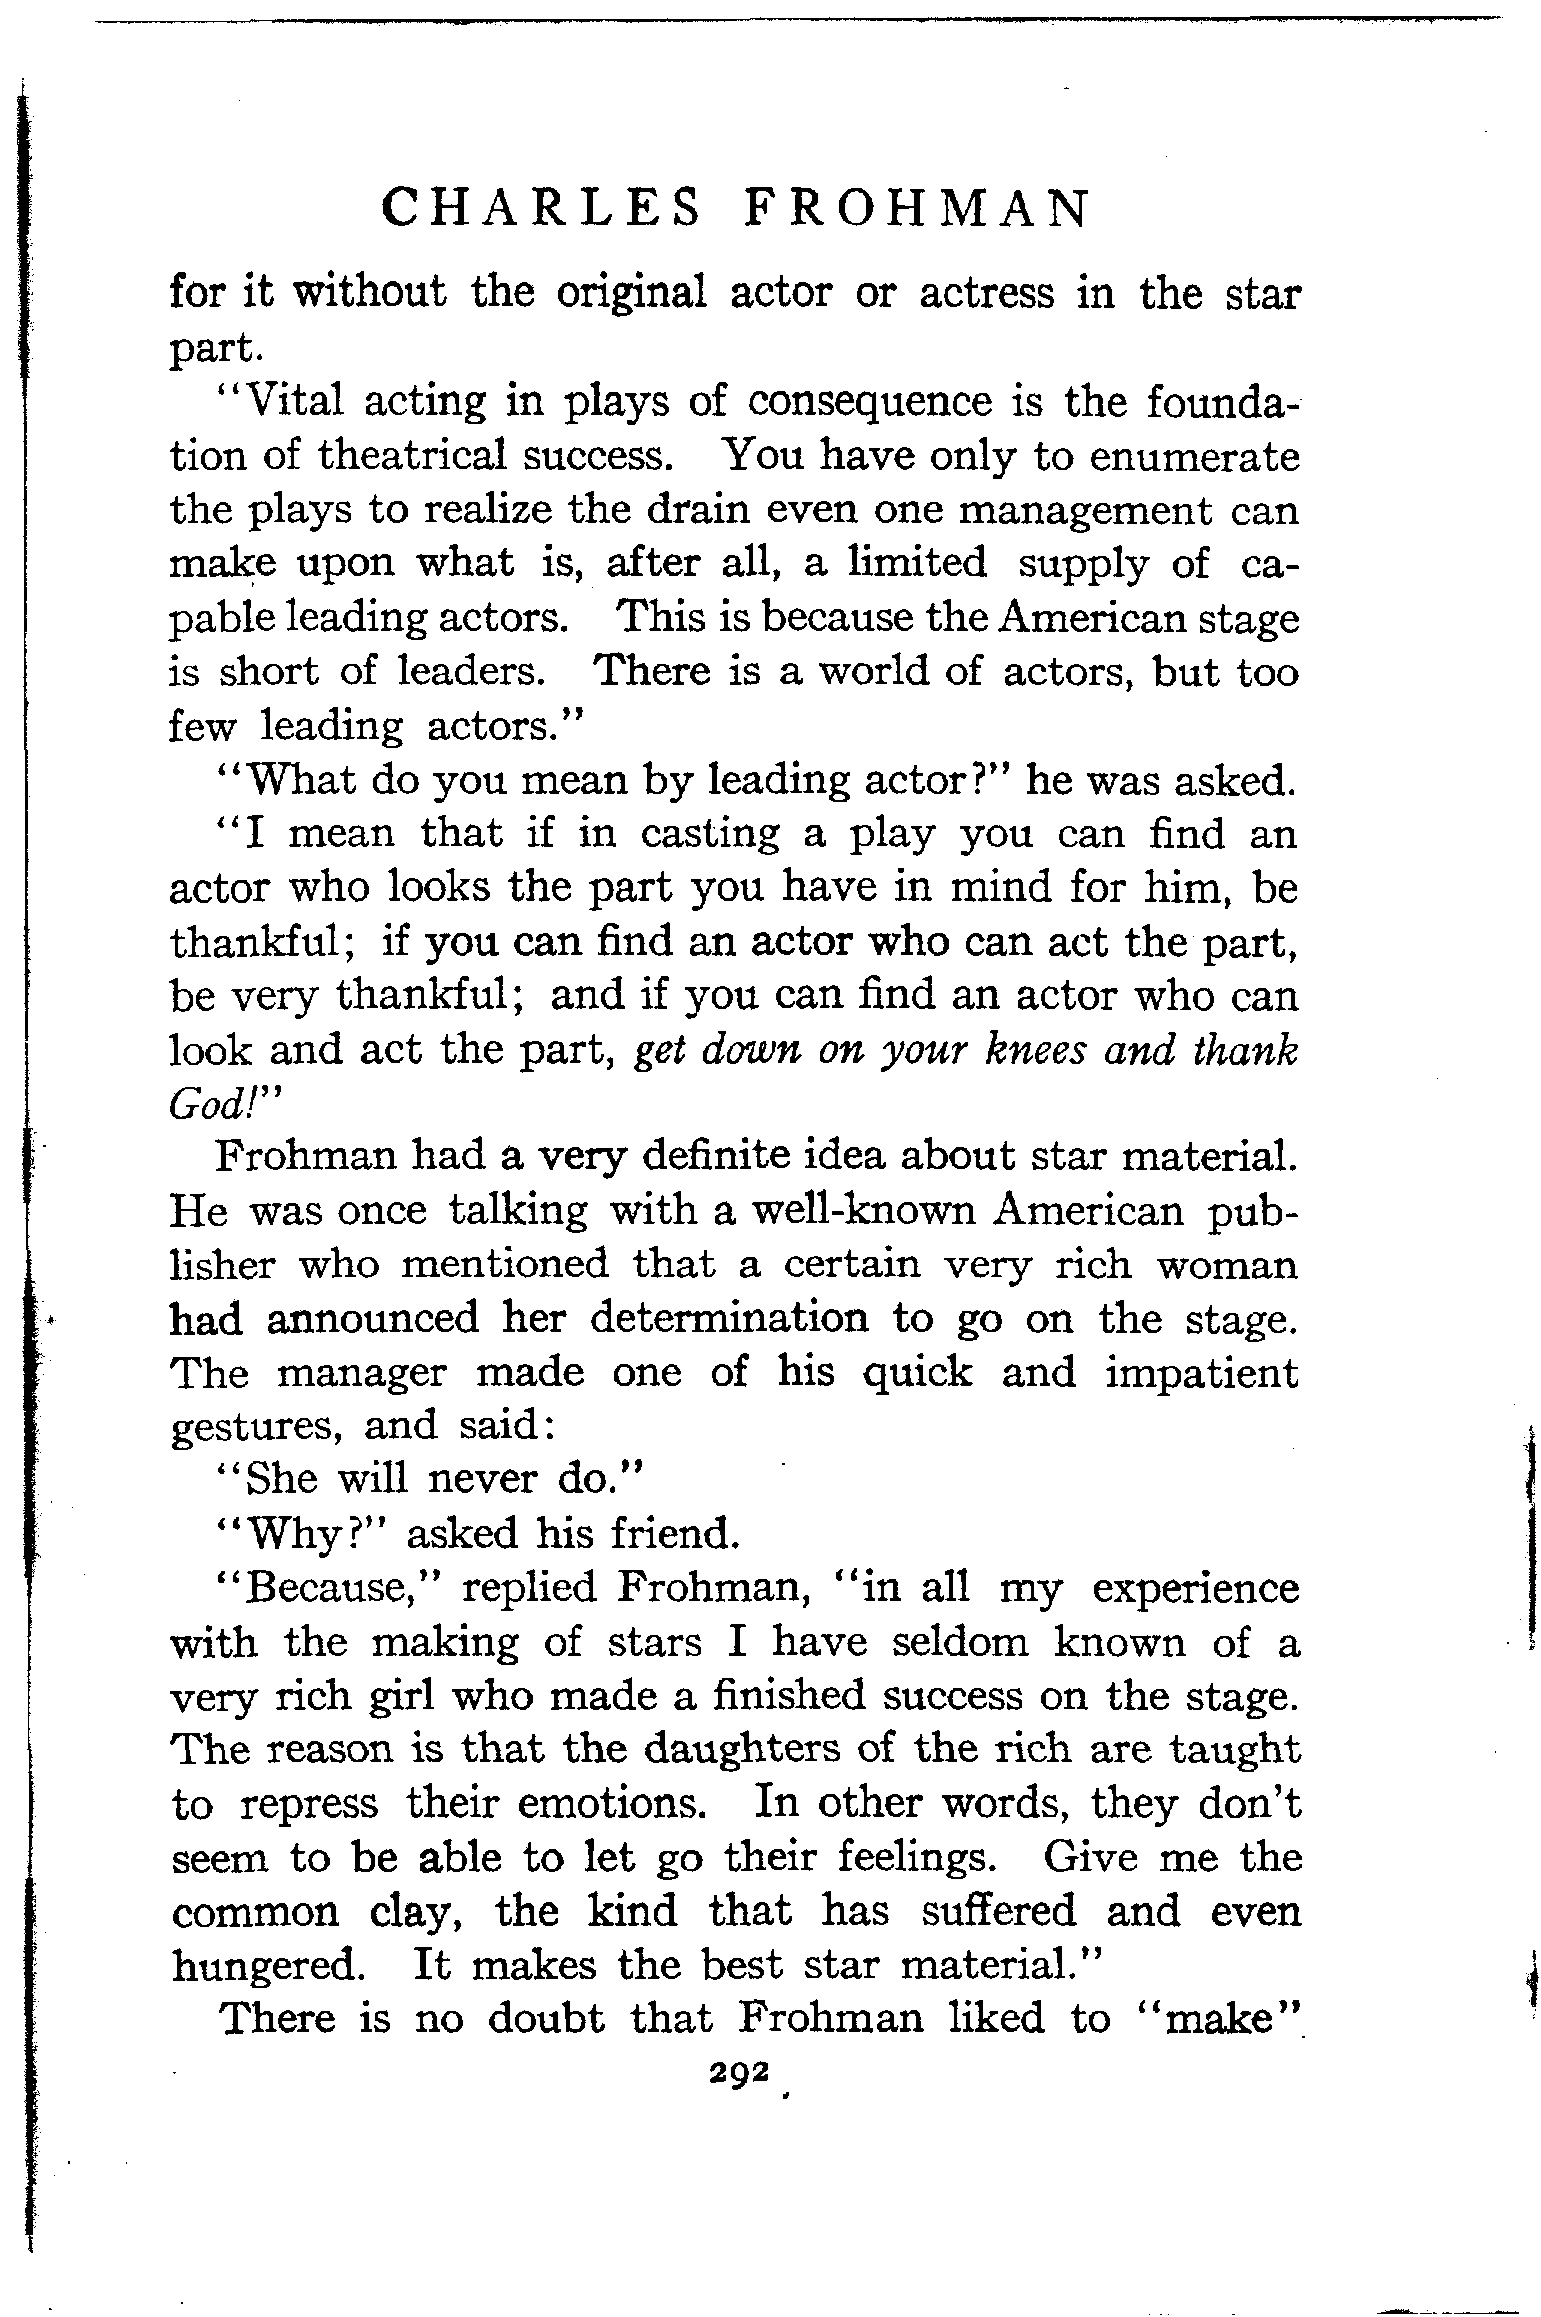 CHARLES FROHMAN
for it without the original actor or actress in the star
part.
"Vital acting in plays of consequence is the founda-
tion of theatrical success. You have only to enumerate
the plays to realize the drain even one management can
make upon what is, after all, a limited supply of ca-
pable leading actors. This is because the American stage
is short of leaders. There is a world of actors, but too
few leading actors."
"What do you mean by leading actor?" he was asked.
"I mean that if in casting a play you can find an
actor who looks the part you have in mind for him, be
thankful; if you can find an actor who can act the part,
be very thankful; and if you can find an actor who can
look and act the part, get down on your knees and thank
God!"
Frohman had a very definite idea about star material.
He was once talking with a well-known American pub-
lisher who mentioned that a certain very rich woman
had announced her determination to go on the stage.
The manager made one of his quick and impatient
gestures, and said:
"She will never do."
"Why?" asked his friend.
"Because," replied Frohman, "in all my experience
with the making of stars I have seldom known of a
very rich girl who made a finished success on the stage.
The reason is that the daughters of the rich are taught
to repress their emotions. In other words, they don't
seem to be able to let go their feelings. Give me the
common clay, the kind that has suffered and even
hungered. It makes the best star material."
There is no doubt that Frohman liked to "make"
292